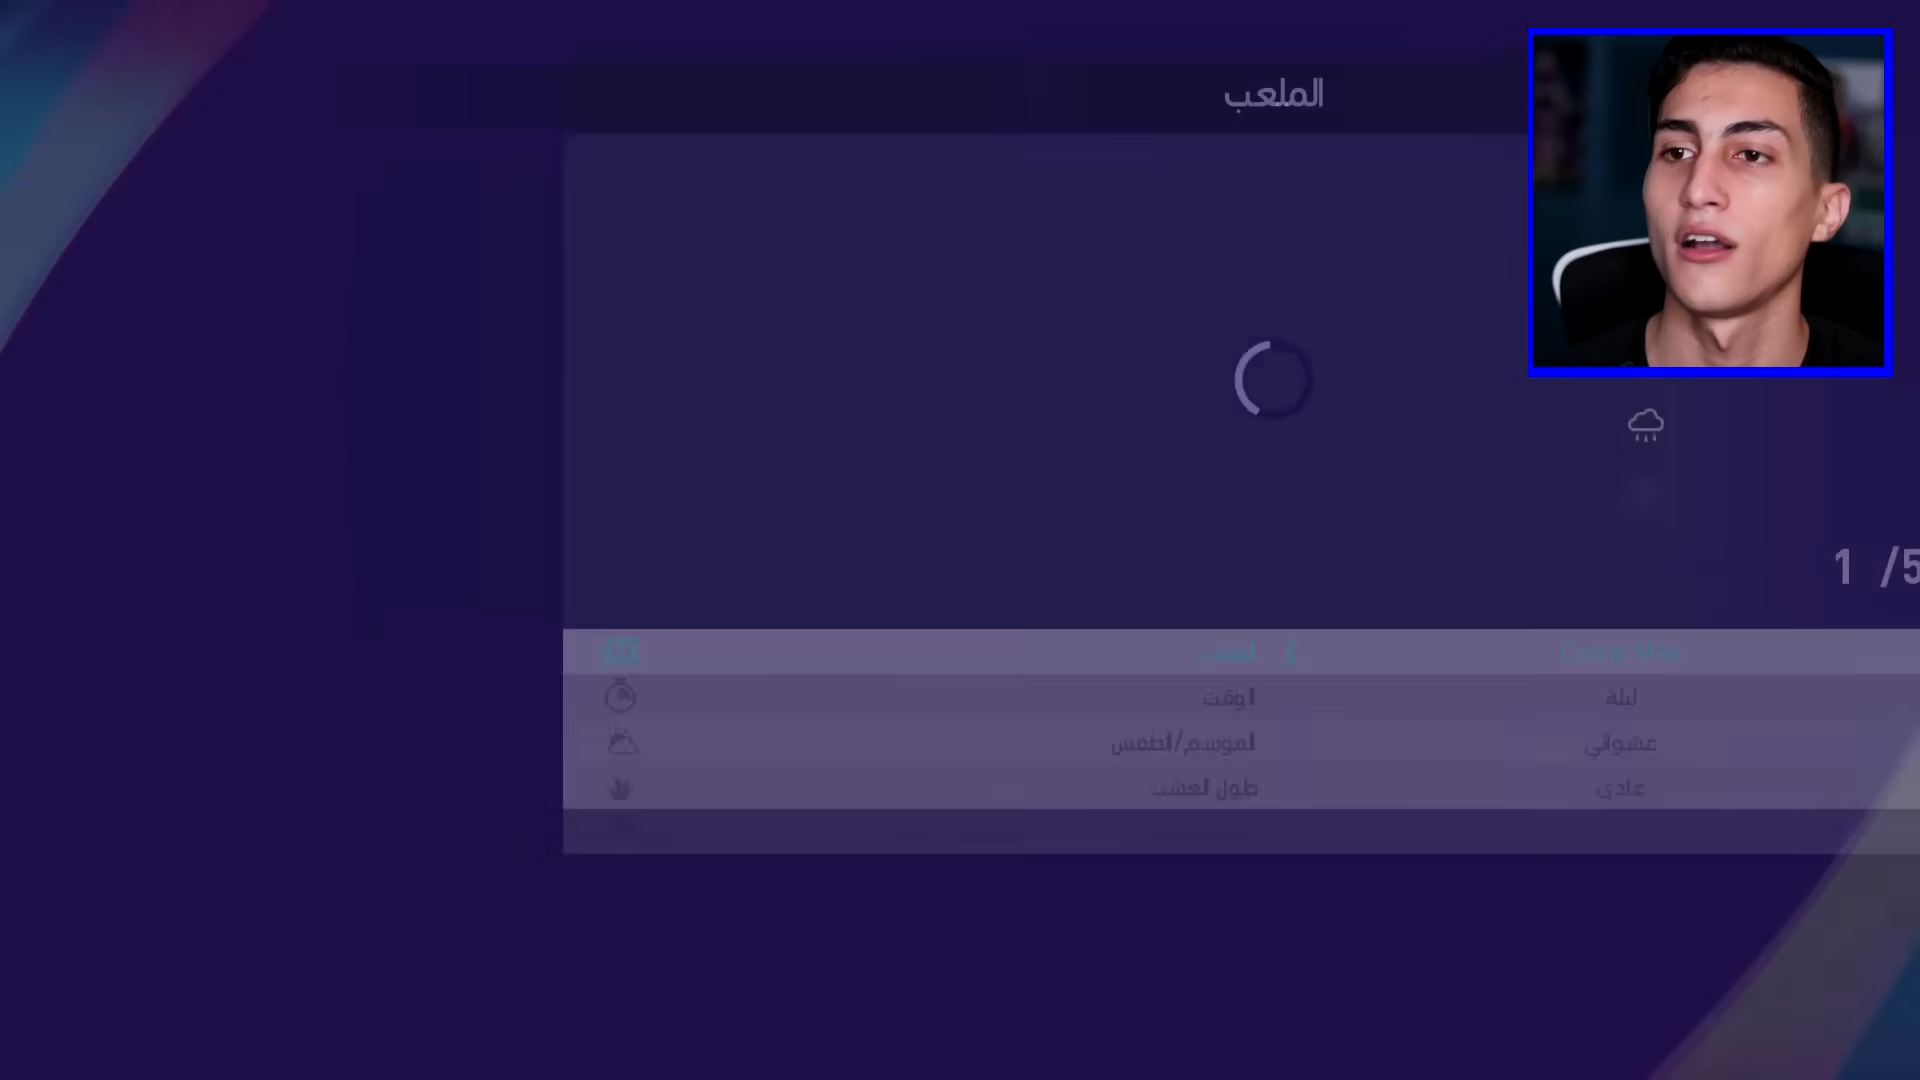 الملعب
1 /5
الوقت ليلة
الموسم/الطقس عشوائي
طول العشب عادي